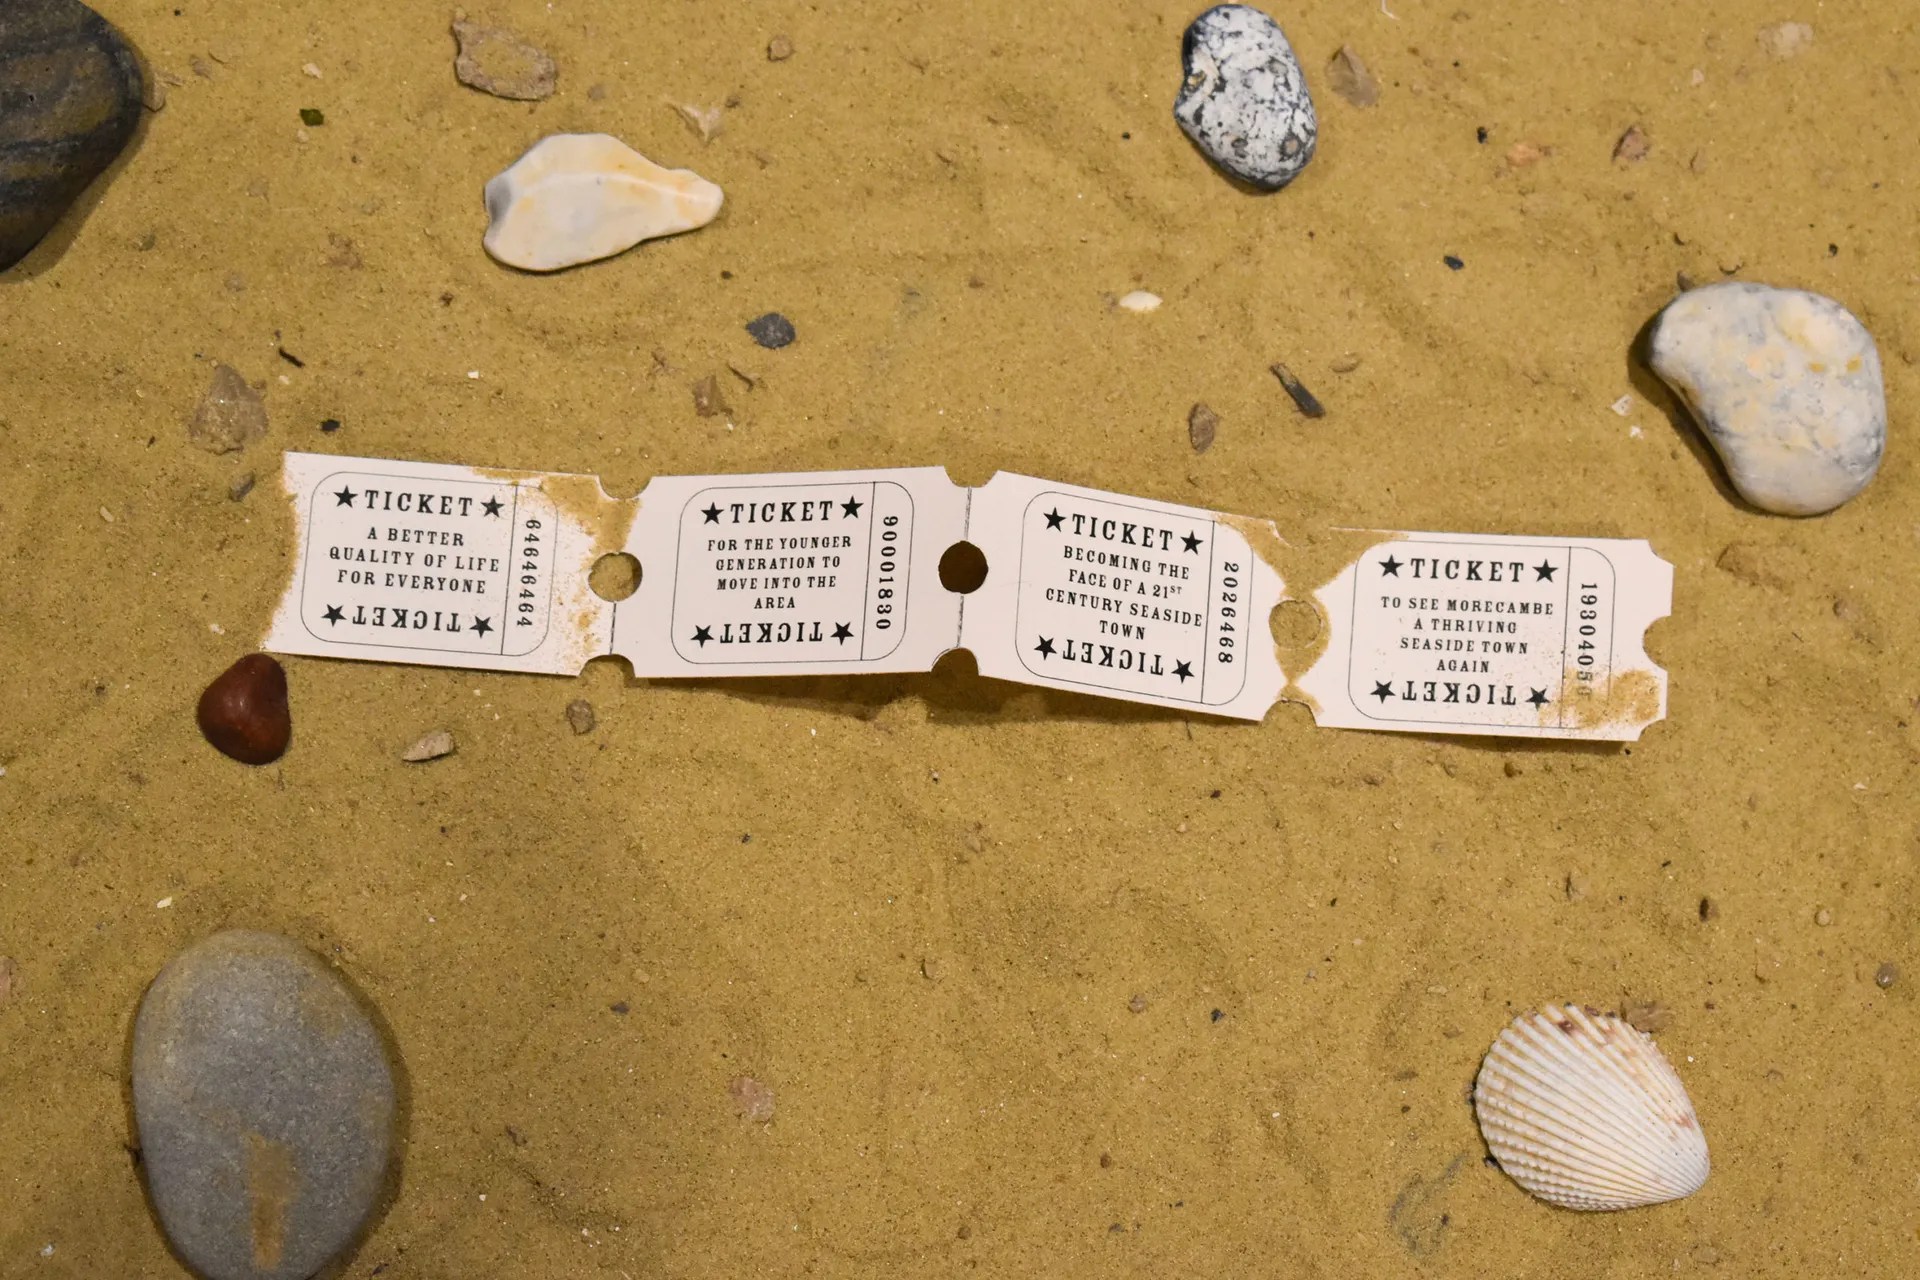 ★ TICKET ★
A BETTER
QUALITY OF LIFE
FOR EVERYONE
★ TICKET ★
64646464
★ TICKET ★
FOR THE YOUNGER
GENERATION TO
MOVE INTO THE
AREA
★ TICKET ★
90001830
★ TICKET ★
BECOMING THE
FACE OF A 21ST
CENTURY SEASIDE
TOWN
★ TICKET ★
2026468
★ TICKET ★
TO SEE MORECAMBE
A THRIVING
SEASIDE TOWN
AGAIN
★ TICKET ★